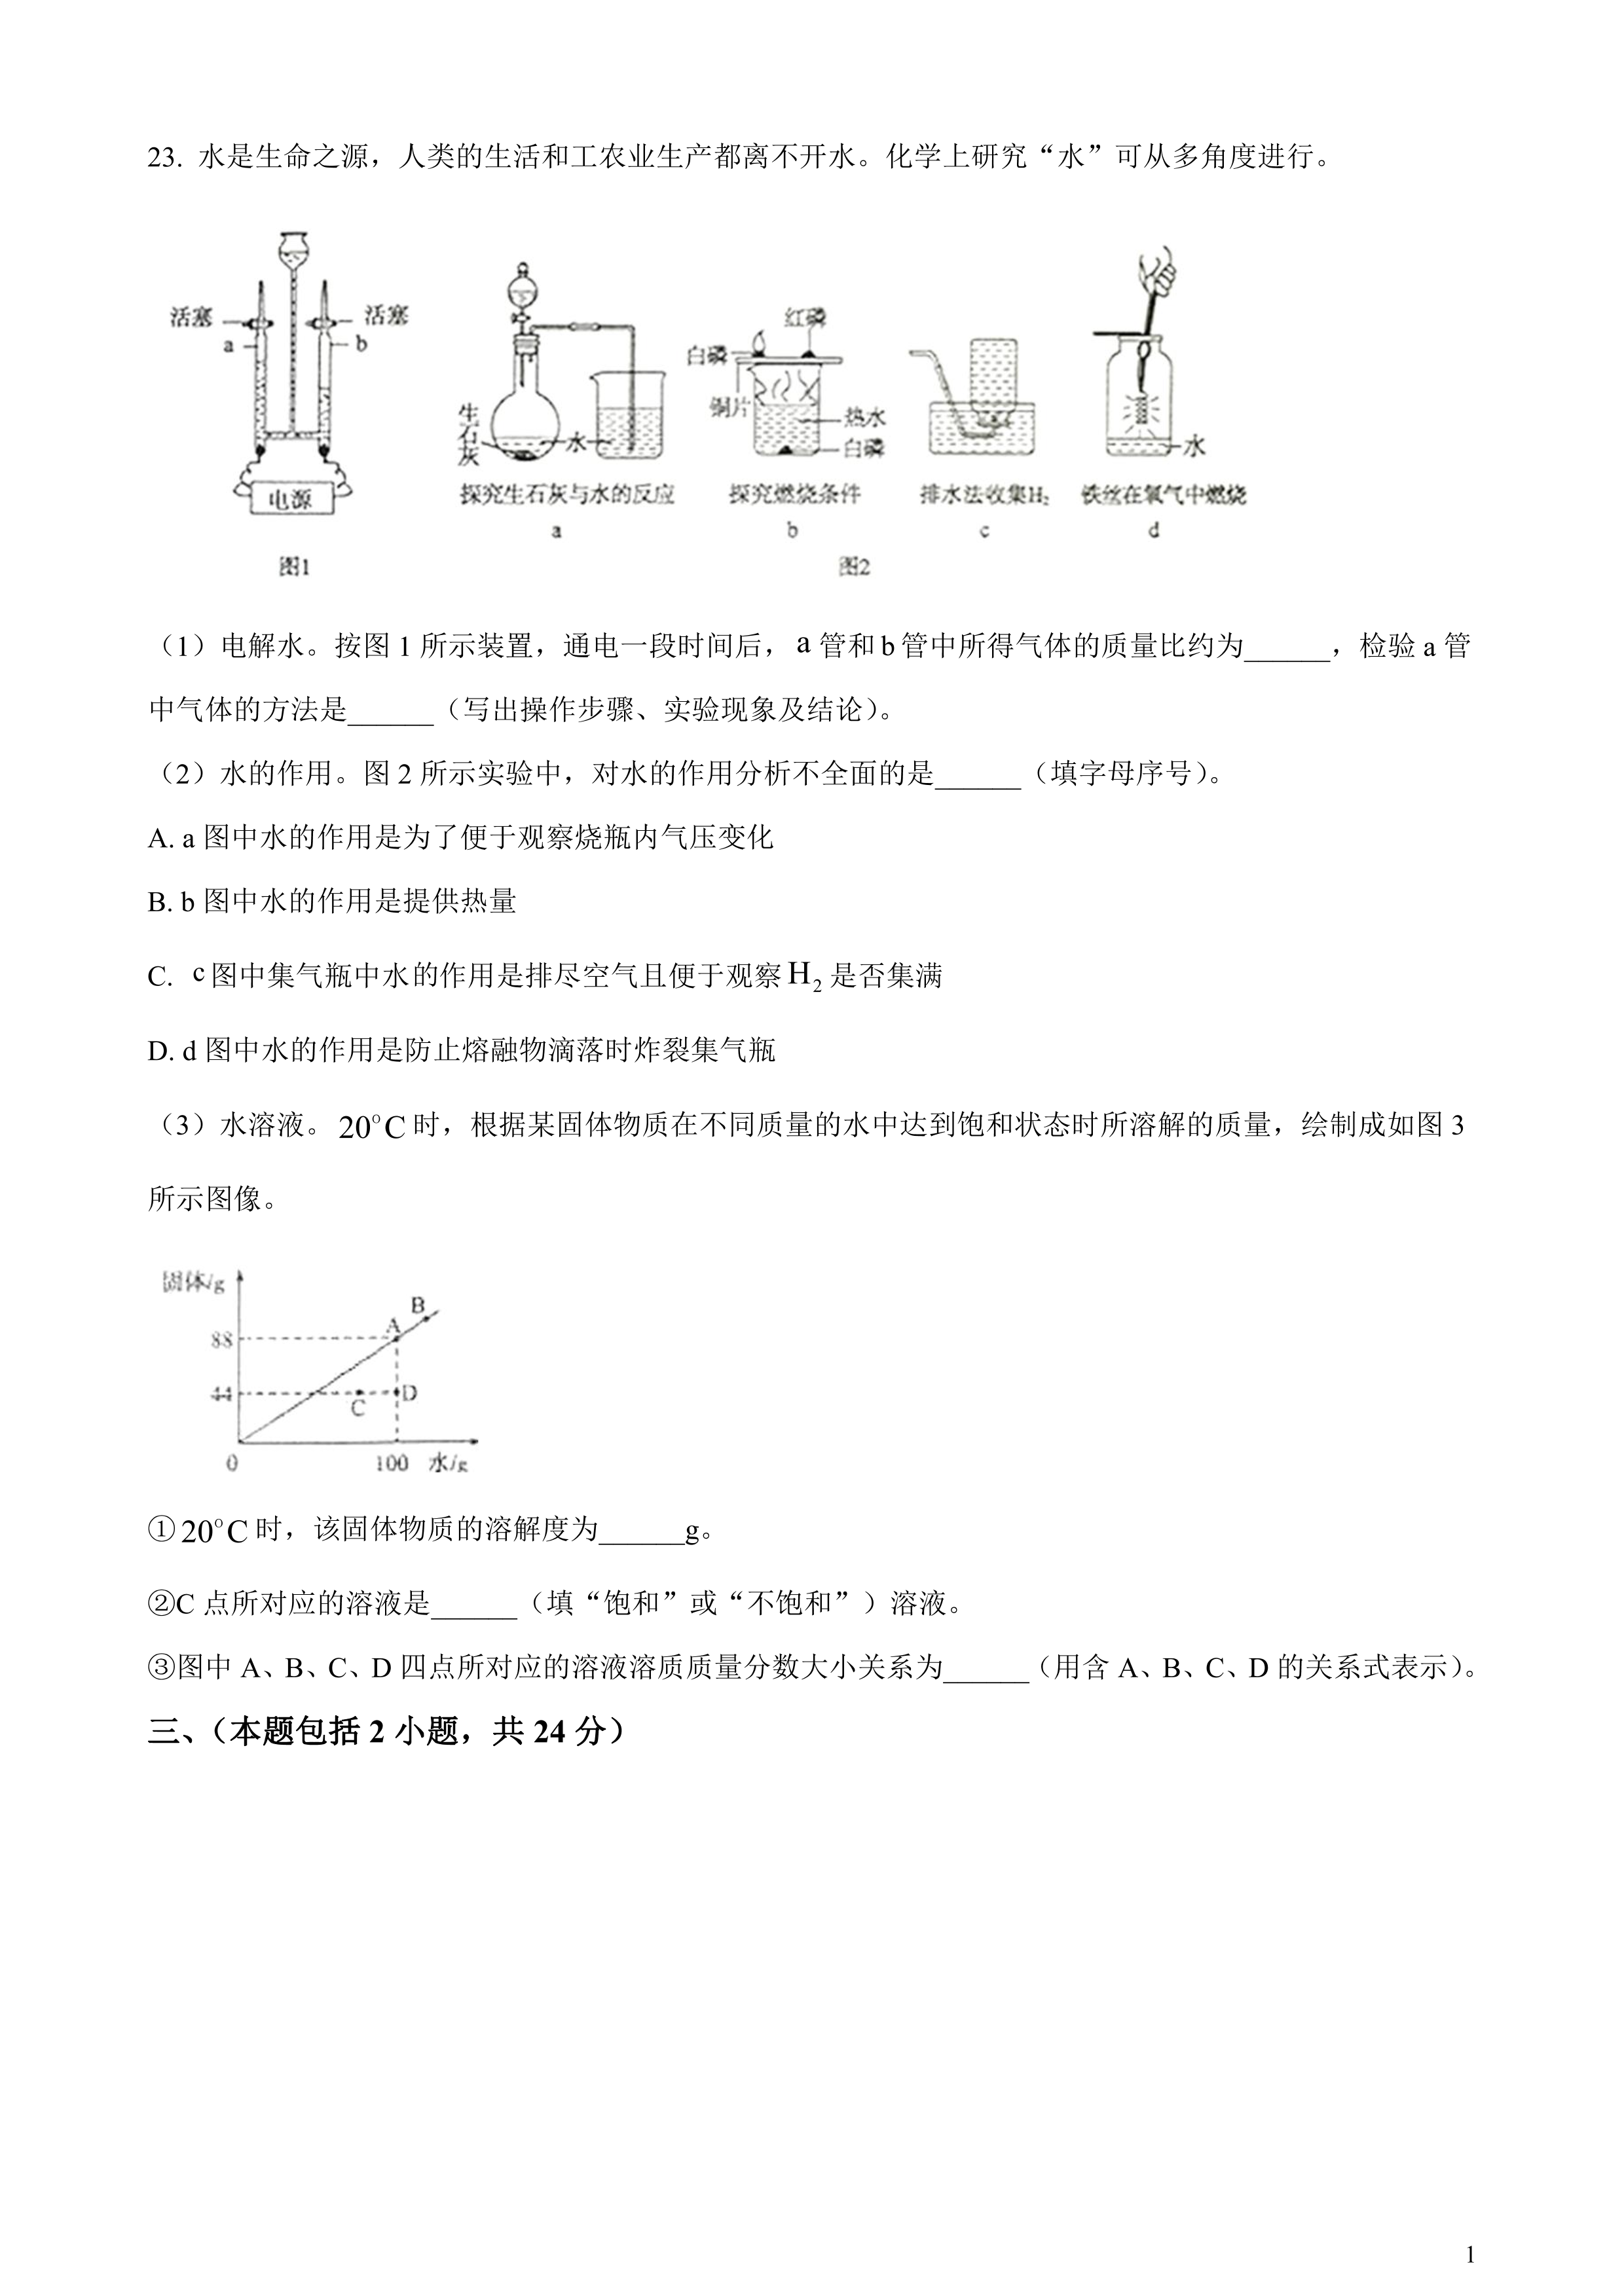 23. 水是生命之源，人类的生活和工农业生产都离不开水。化学上研究“水”可从多角度进行。
活塞 活塞
a b
电源
图1
生石灰 水
探究生石灰与水的反应
a
红磷
白磷
铜片
热水
白磷
探究燃烧条件
b
排水法收集H₂
c
水
铁丝在氧气中燃烧
d
图2
（1）电解水。按图 1 所示装置，通电一段时间后，a 管和 b 管中所得气体的质量比约为______，检验 a 管
中气体的方法是______（写出操作步骤、实验现象及结论）。
（2）水的作用。图 2 所示实验中，对水的作用分析不全面的是______（填字母序号）。
A. a 图中水的作用是为了便于观察烧瓶内气压变化
B. b 图中水的作用是提供热量
C. c 图中集气瓶中水的作用是排尽空气且便于观察 H₂ 是否集满
D. d 图中水的作用是防止熔融物滴落时炸裂集气瓶
（3）水溶液。20°C 时，根据某固体物质在不同质量的水中达到饱和状态时所溶解的质量，绘制成如图 3
所示图像。
固体/g
B
A
88
44
C
D
0 100 水/g
①20°C 时，该固体物质的溶解度为______g。
②C 点所对应的溶液是______（填“饱和”或“不饱和”）溶液。
③图中 A、B、C、D 四点所对应的溶液溶质质量分数大小关系为______（用含 A、B、C、D 的关系式表示）。
三、（本题包括 2 小题，共 24 分）
1